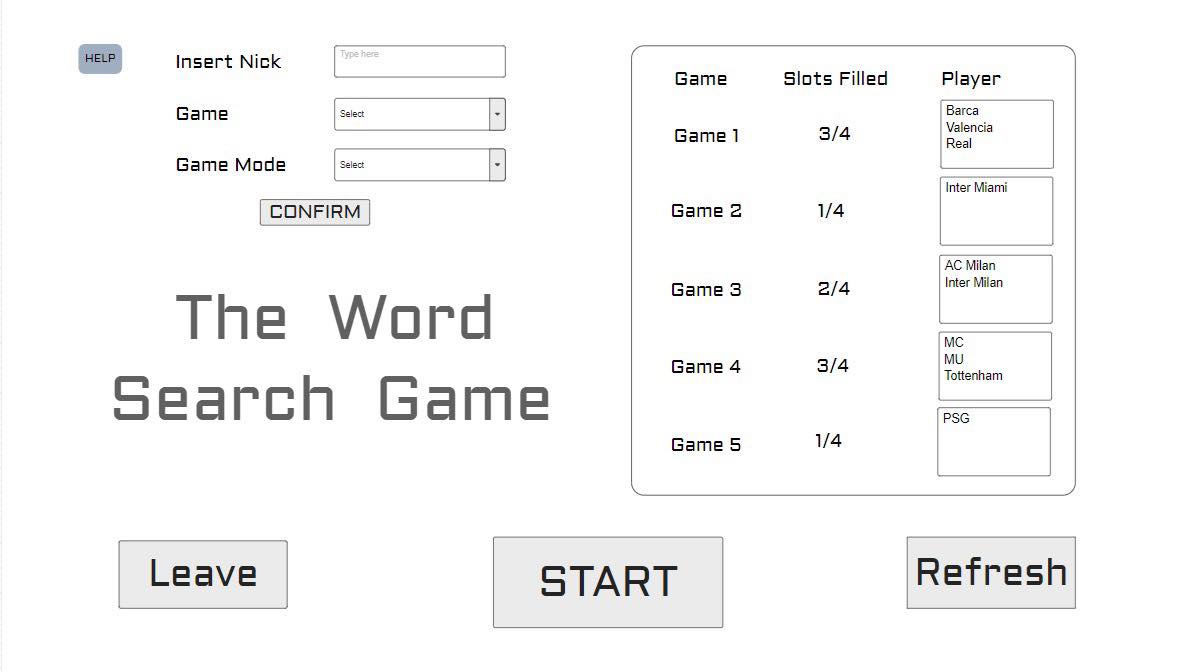 HELP
Insert Nick
Type here
Game
Select
Game Mode
Select
CONFIRM
The Word
Search Game
Game Slots Filled Player
Game 1 3/4 Barca
Valencia
Real
Game 2 1/4 Inter Miami
Game 3 2/4 AC Milan
Inter Milan
Game 4 3/4 MC
MU
Tottenham
Game 5 1/4 PSG
Leave
START
Refresh